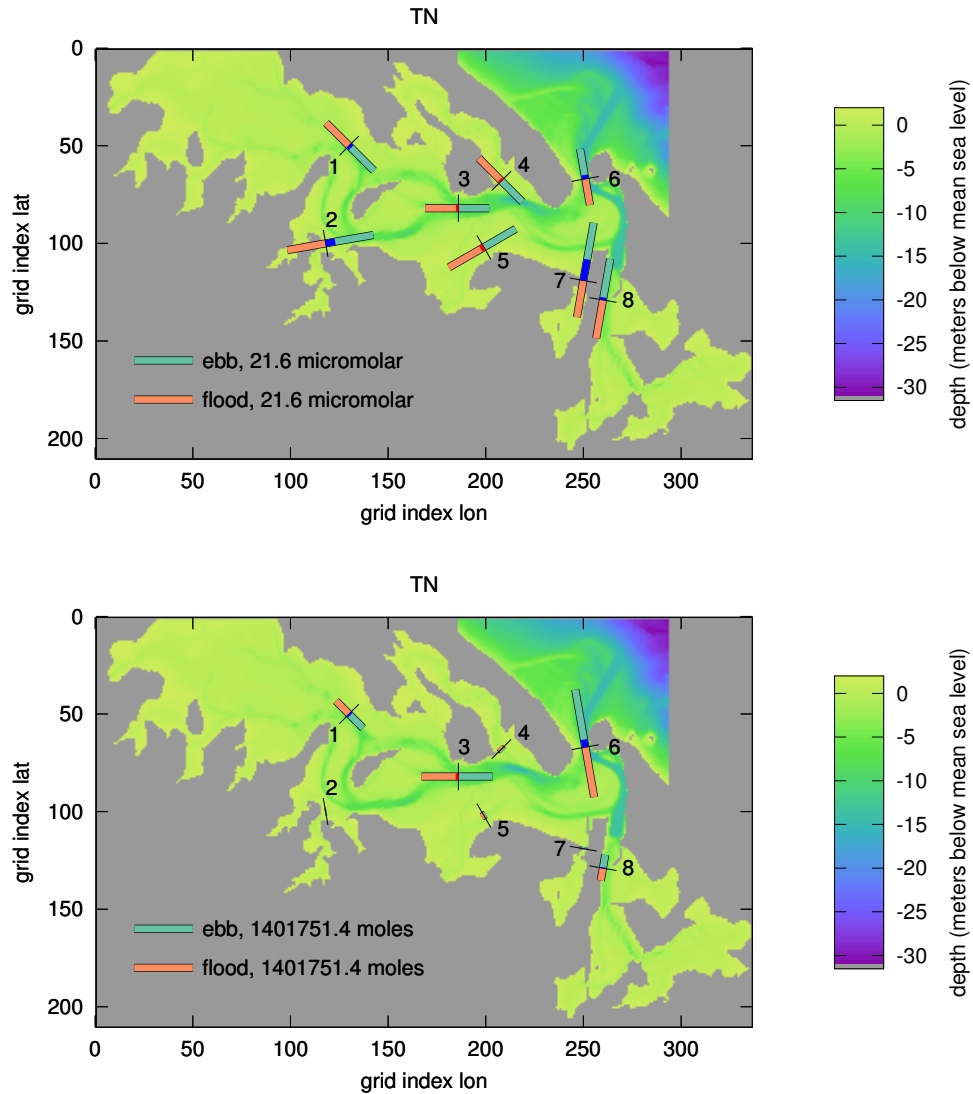 TN
0
50
100
150
200
0 50 100 150 200 250 300
grid index lat
grid index lon
1
2
3
4
5
6
7
8
ebb, 21.6 micromolar
flood, 21.6 micromolar
0
-5
-10
-15
-20
-25
-30
depth (meters below mean sea level)
TN
0
50
100
150
200
0 50 100 150 200 250 300
grid index lat
grid index lon
1
2
3
4
5
6
7
8
ebb, 1401751.4 moles
flood, 1401751.4 moles
0
-5
-10
-15
-20
-25
-30
depth (meters below mean sea level)